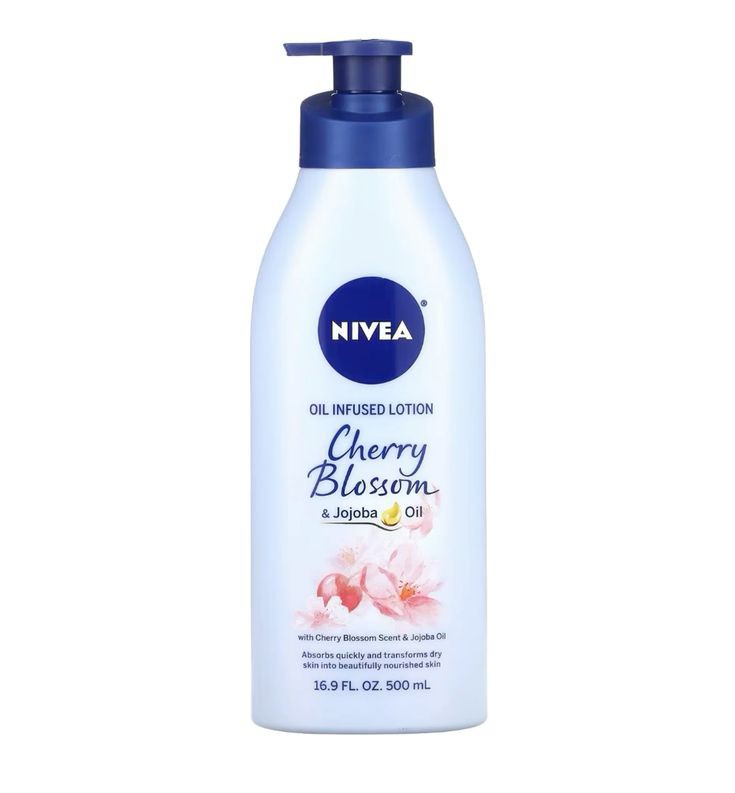 NIVEA®
OIL INFUSED LOTION
Cherry
Blossom
& Jojoba Oil
with Cherry Blossom Scent & Jojoba Oil
Absorbs quickly and transforms dry
skin into beautifully nourished skin
16.9 FL. OZ. 500 mL